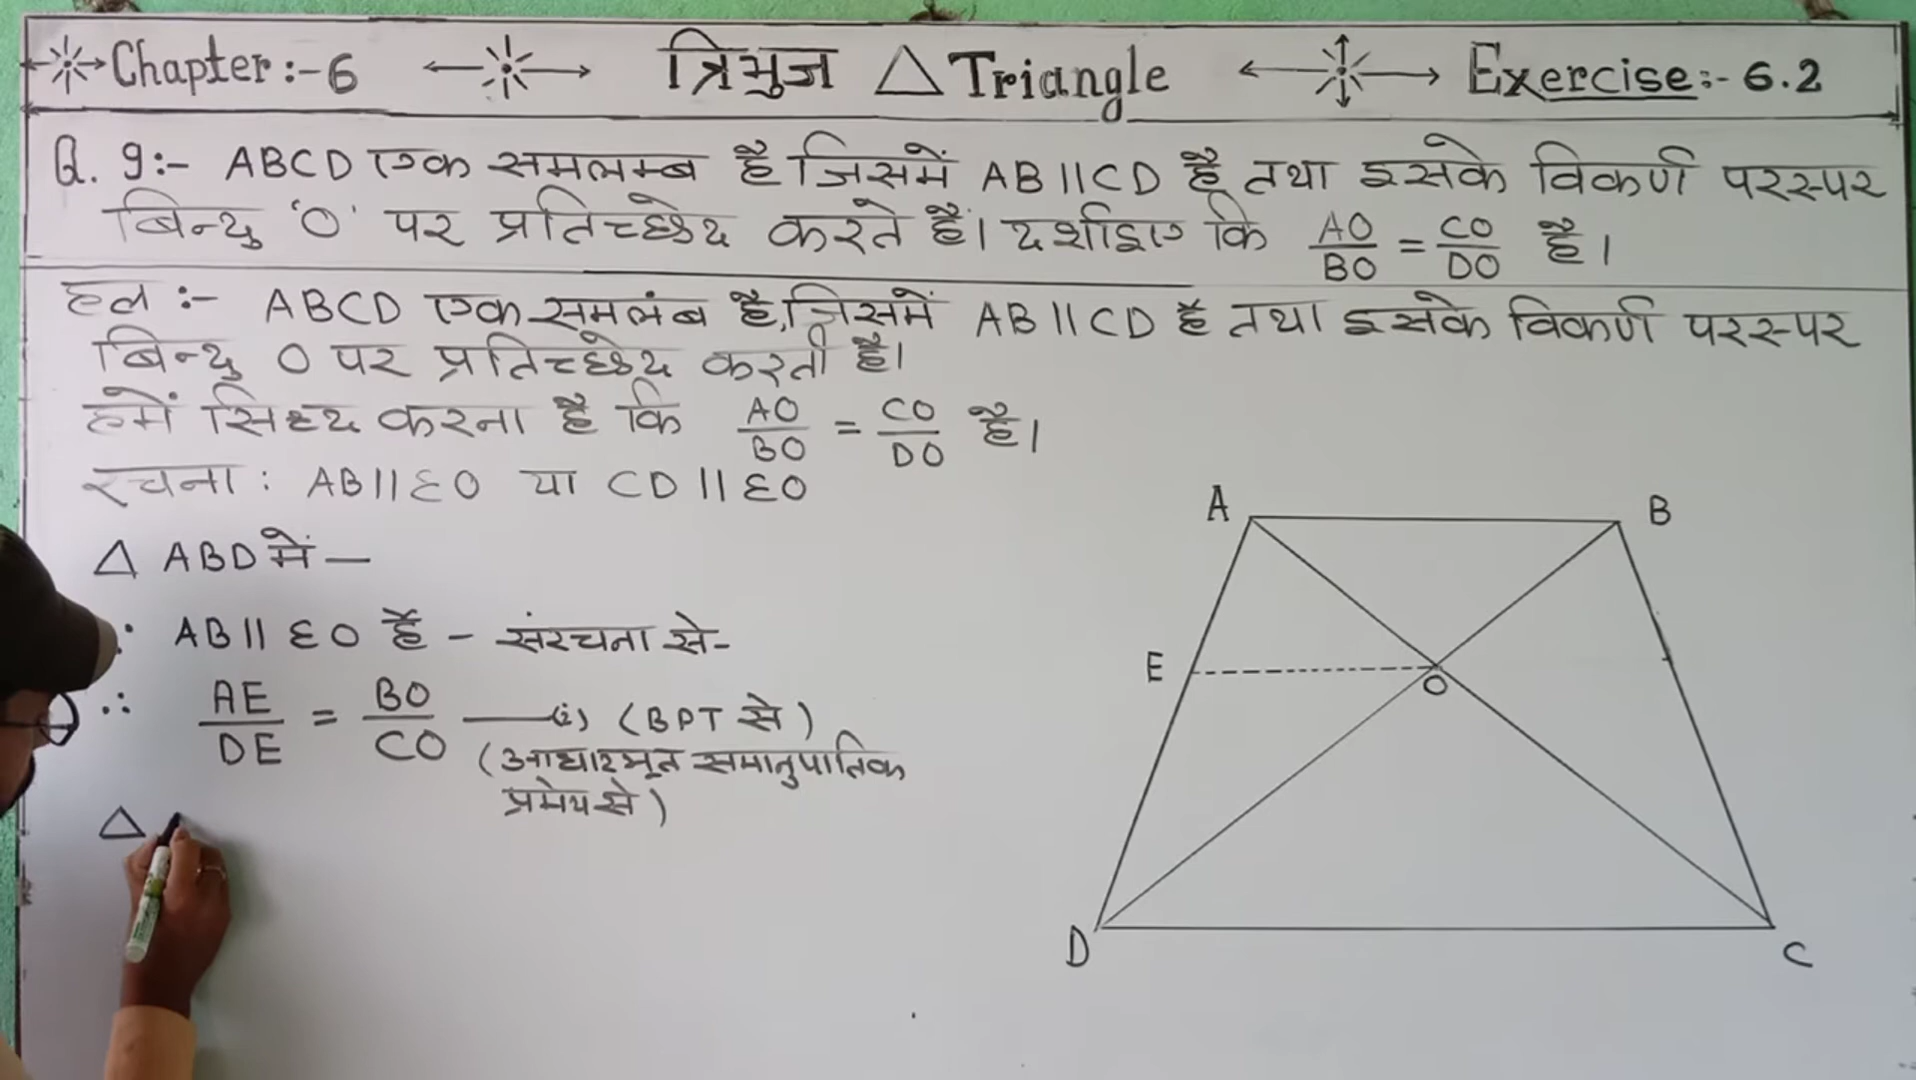 Chapter:-6 त्रिभुज △ Triangle Exercise:- 6.2
Q. 9:- ABCD एक समलम्ब है जिसमें AB||CD है तथा इसके विकर्ण परस्पर
बिन्दु 'O' पर प्रतिच्छेद करते हैं। दर्शाइए कि AO/BO = CO/DO है।
हल :- ABCD एक समलंब है, जिसमें AB||CD है तथा इसके विकर्ण परस्पर
बिन्दु O पर प्रतिच्छेद करती है।
हमें सिद्ध करना है कि AO/BO = CO/DO है।
रचना : AB||EO या CD||EO
△ ABD में —
∵ AB||EO है - संरचना से-
∴ AE/DE = BO/CO —(i) (BPT से)
(आधारभूत समानुपातिक
प्रमेय से)
△
A
B
E
O
D
C